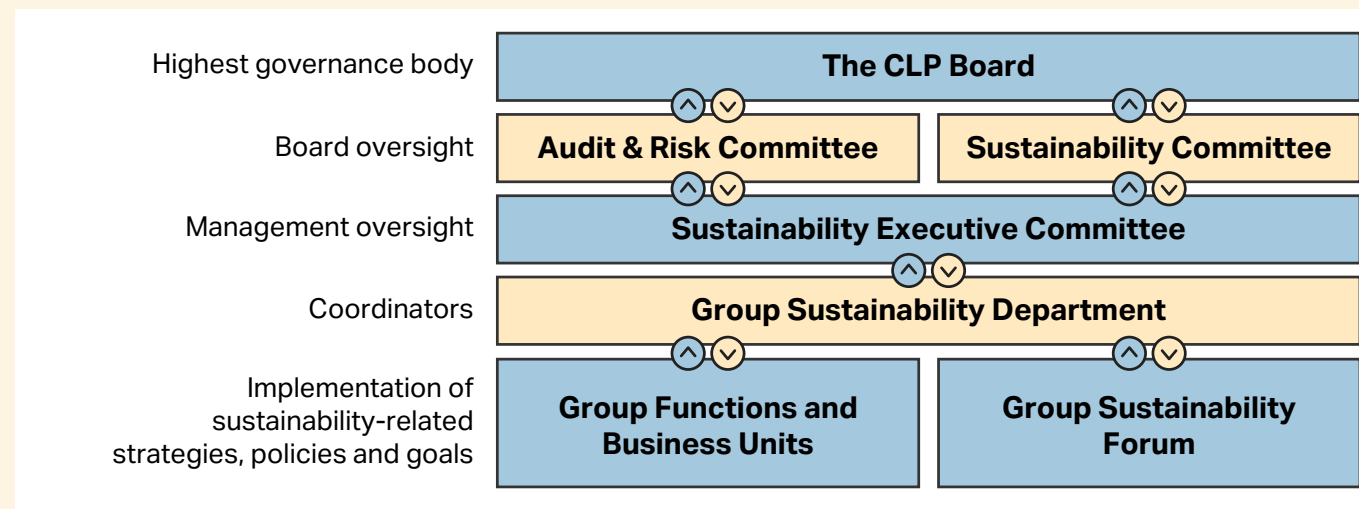 Highest governance body
The CLP Board
Board oversight
Audit & Risk Committee
Sustainability Committee
Management oversight
Sustainability Executive Committee
Coordinators
Group Sustainability Department
Implementation of
sustainability-related
strategies, policies and goals
Group Functions and
Business Units
Group Sustainability
Forum